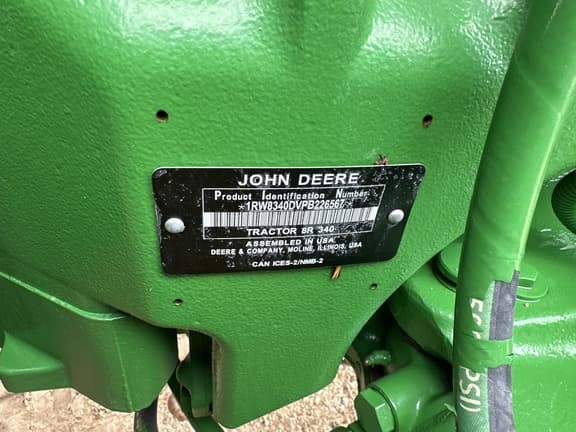 JOHN DEERE
Product Identification Number
*1RW8340DVPB226567*
TRACTOR 8R 340
ASSEMBLED IN USA
DEERE & COMPANY, MOLINE, ILLINOIS, USA
CAN ICES-2/NMB-2
PSI)